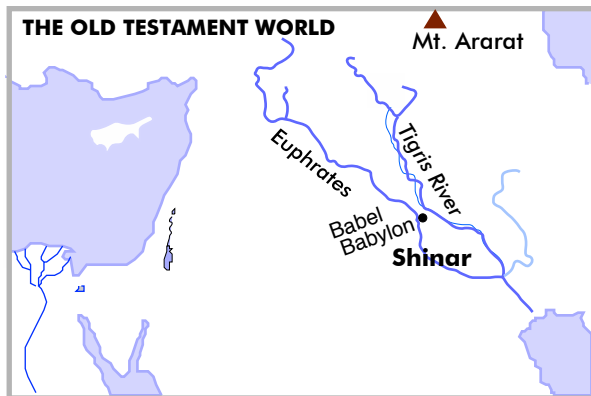 THE OLD TESTAMENT WORLD
Mt. Ararat
Euphrates
Tigris River
Babel
Babylon
Shinar